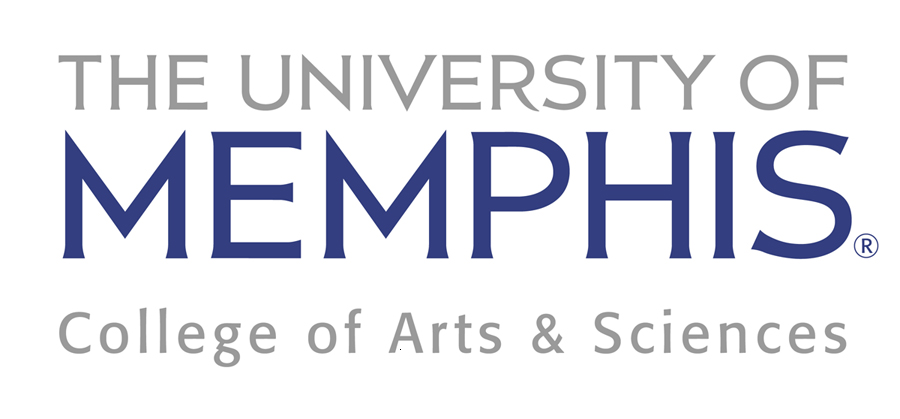 THE UNIVERSITY OF
MEMPHIS®
College of Arts & Sciences